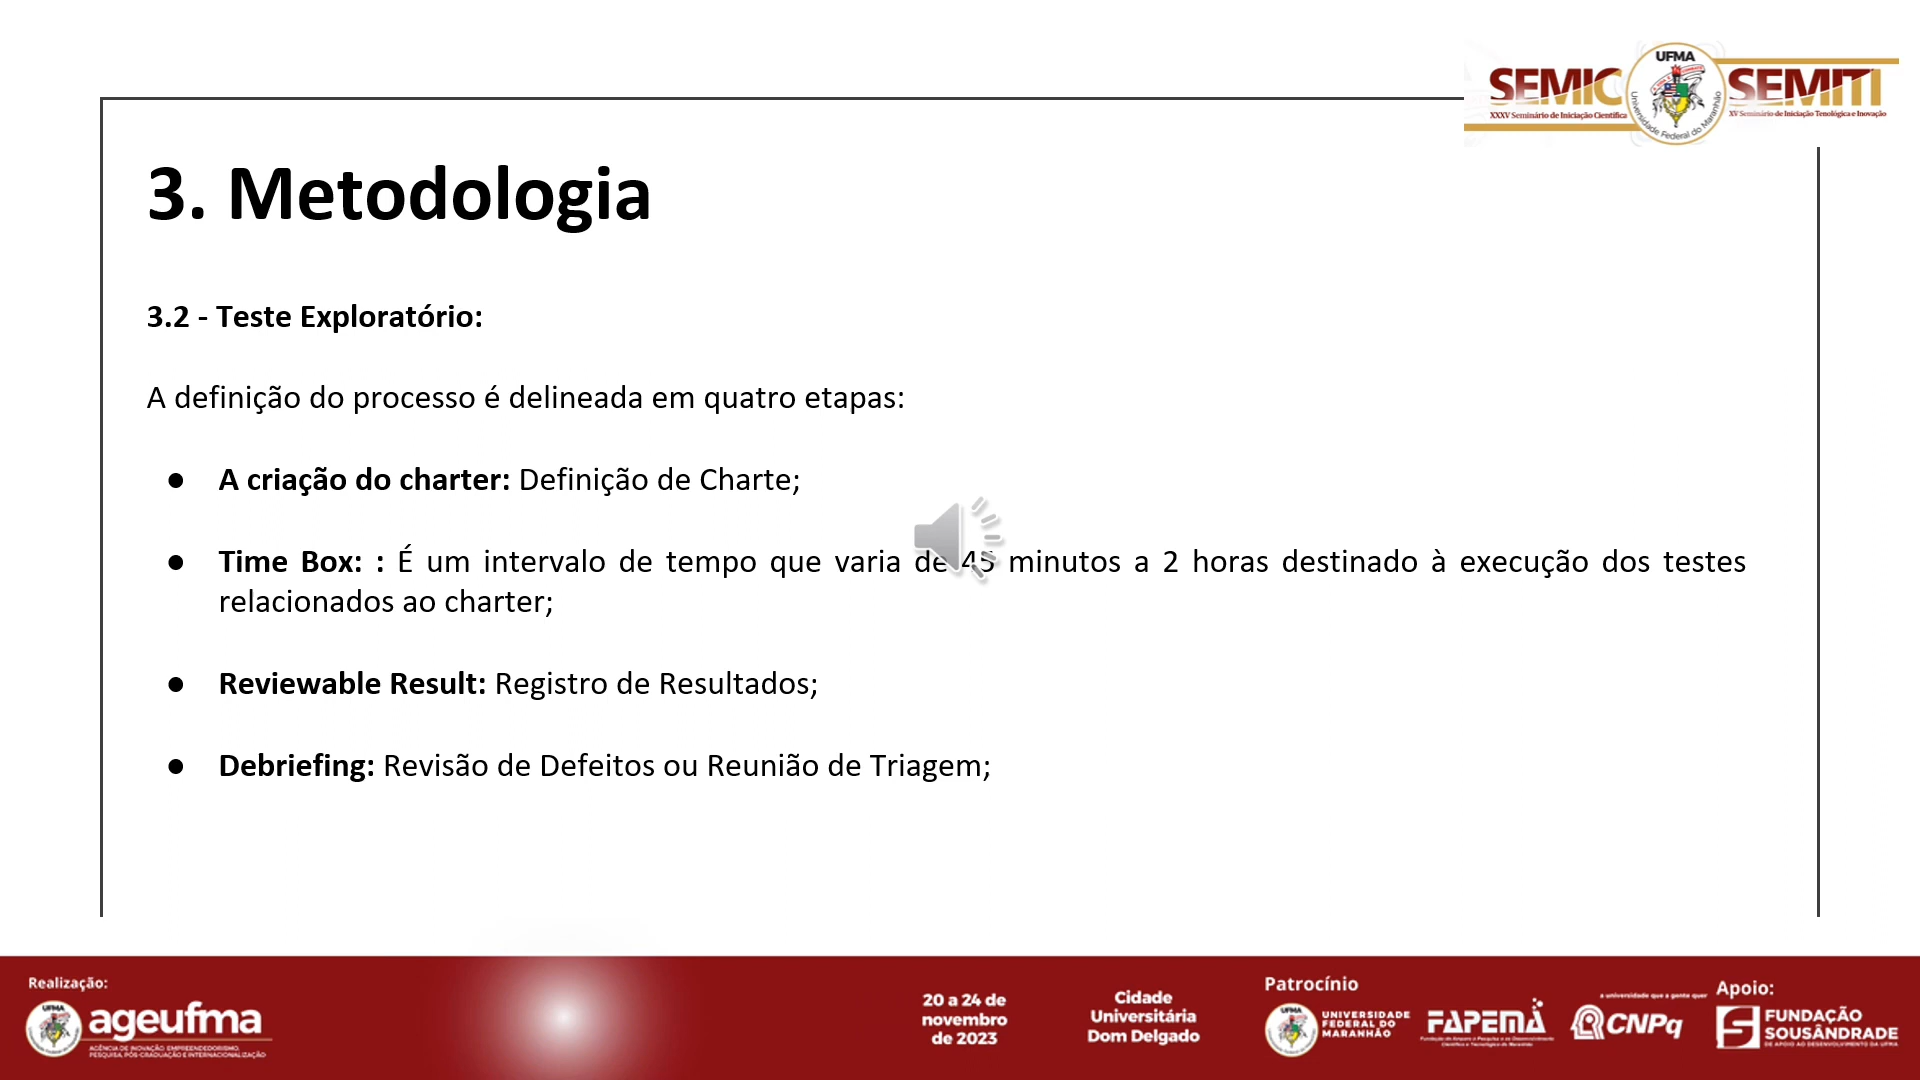 UFMA
SEMIC
SEMITI
XXXV Seminário de Iniciação Científica
XV Seminário de Iniciação Tenológica e Inovação
Universidade Federal do Maranhão
3. Metodologia
3.2 - Teste Exploratório:
A definição do processo é delineada em quatro etapas:
● A criação do charter: Definição de Charte;
● Time Box: : É um intervalo de tempo que varia de 45 minutos a 2 horas destinado à execução dos testes
relacionados ao charter;
● Reviewable Result: Registro de Resultados;
● Debriefing: Revisão de Defeitos ou Reunião de Triagem;
Realização:
UFMA
ageufma
AGÊNCIA DE INOVAÇÃO, EMPREENDEDORISMO,
PESQUISA, PÓS-GRADUAÇÃO E INTERNACIONALIZAÇÃO
20 a 24 de
novembro
de 2023
Cidade
Universitária
Dom Delgado
Patrocínio
UFMA
UNIVERSIDADE
FEDERAL DO
MARANHÃO
a universidade que a gente quer
FAPEMA
Fundação de Amparo à Pesquisa e ao Desenvolvimento
Científico e Tecnológico do Maranhão
CNPq
Apoio:
FUNDAÇÃO
SOUSÂNDRADE
DE APOIO AO DESENVOLVIMENTO DA UFMA